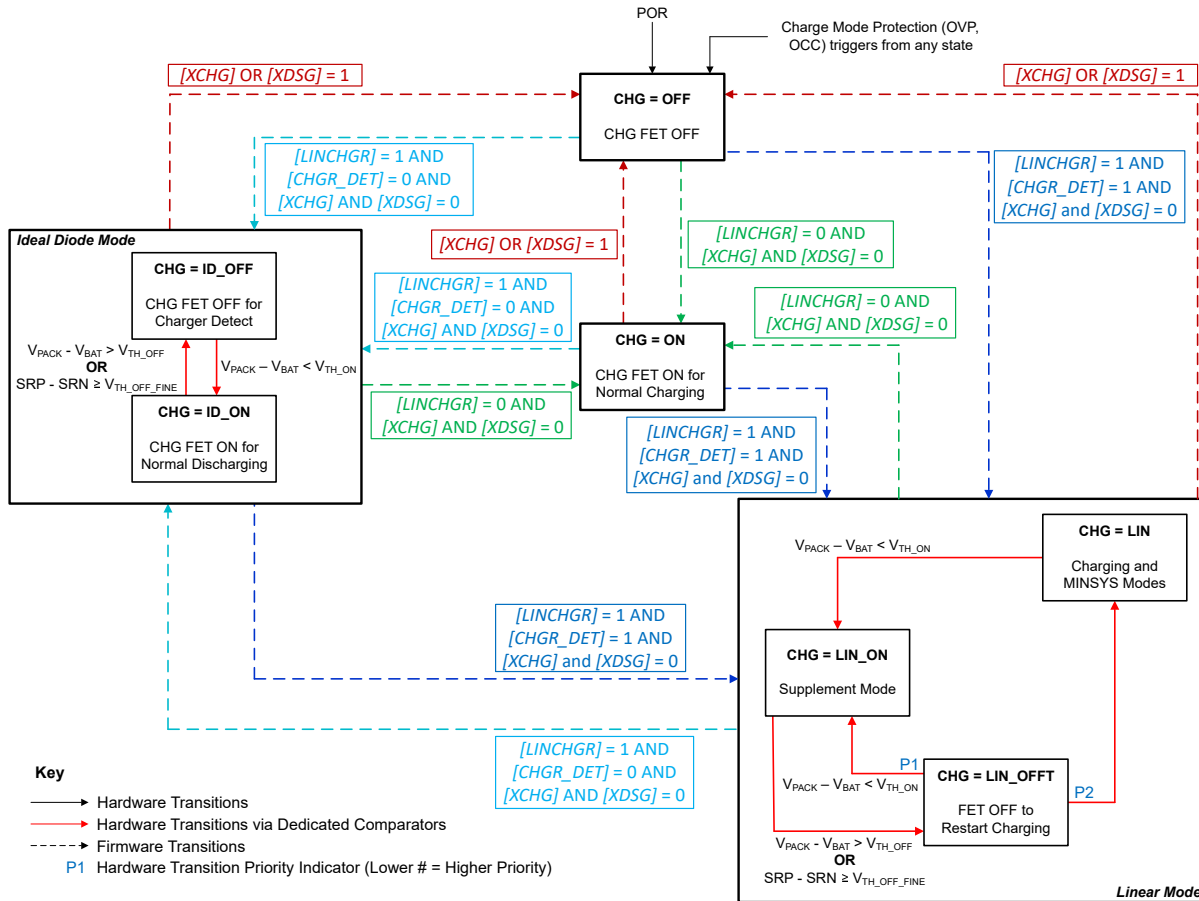 POR
Charge Mode Protection (OVP,
OCC) triggers from any state
[XCHG] OR [XDSG] = 1
[XCHG] OR [XDSG] = 1
CHG = OFF
CHG FET OFF
[LINCHGR] = 1 AND
[CHGR_DET] = 0 AND
[XCHG] AND [XDSG] = 0
[LINCHGR] = 1 AND
[CHGR_DET] = 1 AND
[XCHG] and [XDSG] = 0
[XCHG] OR [XDSG] = 1
[LINCHGR] = 0 AND
[XCHG] AND [XDSG] = 0
Ideal Diode Mode
CHG = ID_OFF
CHG FET OFF for
Charger Detect
VPACK - VBAT > VTH_OFF
OR
SRP - SRN ≥ VTH_OFF_FINE
VPACK – VBAT < VTH_ON
CHG = ID_ON
CHG FET ON for
Normal Discharging
[LINCHGR] = 1 AND
[CHGR_DET] = 0 AND
[XCHG] AND [XDSG] = 0
[LINCHGR] = 0 AND
[XCHG] AND [XDSG] = 0
CHG = ON
CHG FET ON for
Normal Charging
[LINCHGR] = 0 AND
[XCHG] AND [XDSG] = 0
[LINCHGR] = 1 AND
[CHGR_DET] = 1 AND
[XCHG] and [XDSG] = 0
CHG = LIN
Charging and
MINSYS Modes
VPACK – VBAT < VTH_ON
[LINCHGR] = 1 AND
[CHGR_DET] = 1 AND
[XCHG] and [XDSG] = 0
CHG = LIN_ON
Supplement Mode
[LINCHGR] = 1 AND
[CHGR_DET] = 0 AND
[XCHG] AND [XDSG] = 0
P1
VPACK – VBAT < VTH_ON
CHG = LIN_OFFT
FET OFF to
Restart Charging
P2
VPACK - VBAT > VTH_OFF
OR
SRP - SRN ≥ VTH_OFF_FINE
Linear Mode
Key
Hardware Transitions
Hardware Transitions via Dedicated Comparators
Firmware Transitions
P1 Hardware Transition Priority Indicator (Lower # = Higher Priority)